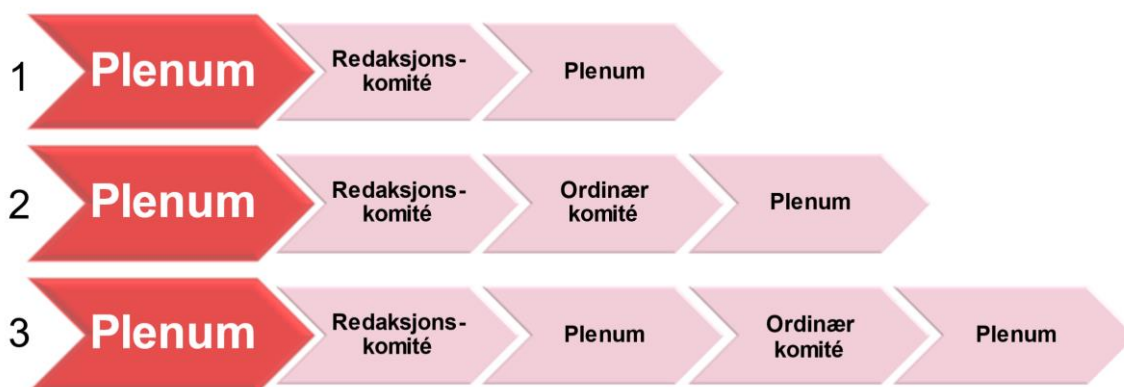 1
Plenum
Redaksjons-
komité
Plenum
2
Plenum
Redaksjons-
komité
Ordinær
komité
Plenum
3
Plenum
Redaksjons-
komité
Plenum
Ordinær
komité
Plenum